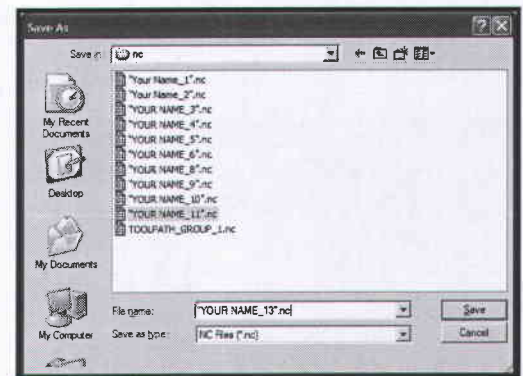 Save As
Save in: nc
My Recent Documents
Desktop
My Documents
My Computer
"Your Name_1".nc
"Your Name_2".nc
"YOUR NAME_3".nc
"YOUR NAME_4".nc
"YOUR NAME_5".nc
"YOUR NAME_6".nc
"YOUR NAME_8".nc
"YOUR NAME_9".nc
"YOUR NAME_10".nc
"YOUR NAME_11".nc
TOOLPATH_GROUP_1.nc
File name: "YOUR NAME_13".nc Save
Save as type: NC Files (*.nc) Cancel